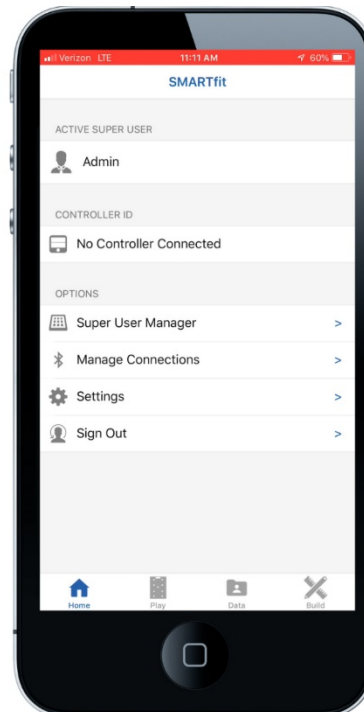 Verizon LTE 11:11 AM 60%
SMARTfit
ACTIVE SUPER USER
Admin
CONTROLLER ID
No Controller Connected
OPTIONS
Super User Manager >
Manage Connections >
Settings >
Sign Out >
Home Play Data Build